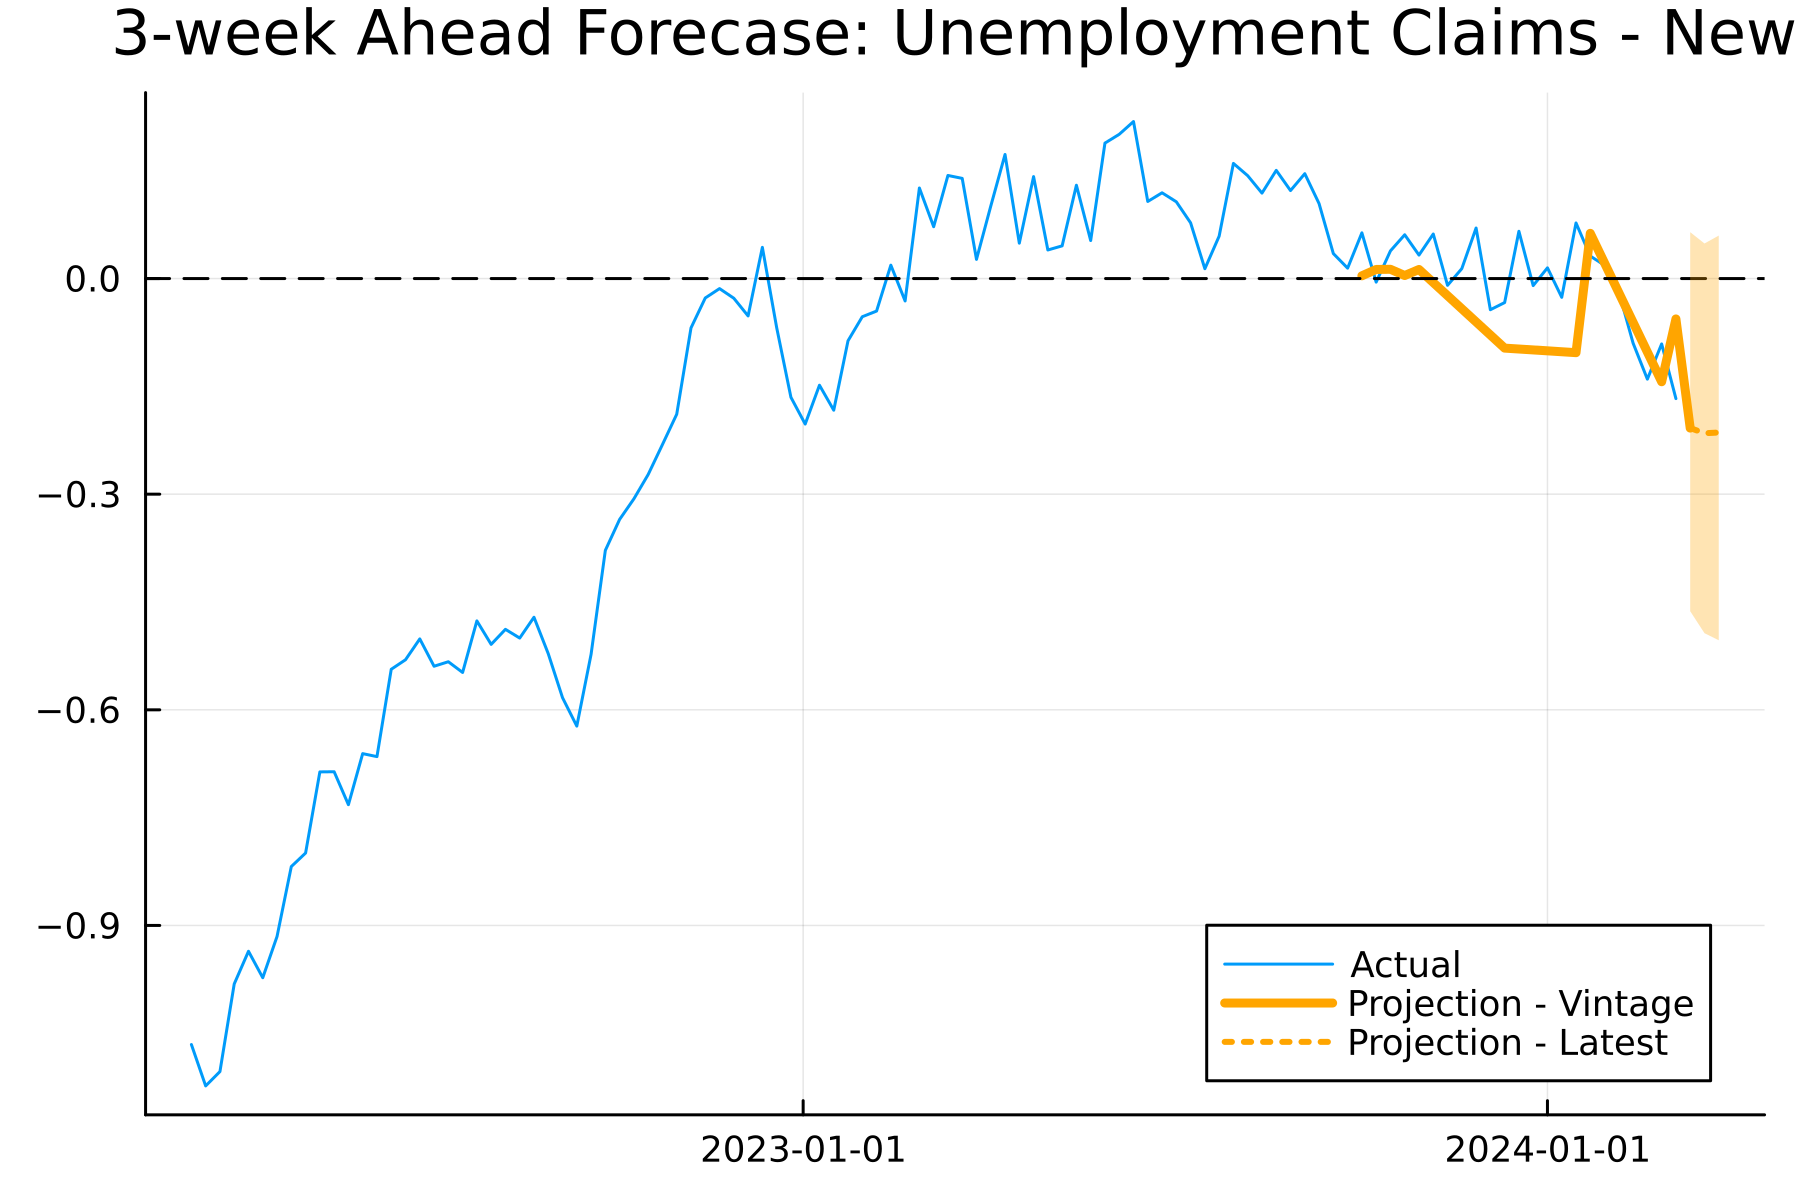 3-week Ahead Forecase: Unemployment Claims - New
0.0
−0.3
−0.6
−0.9
Actual
Projection - Vintage
Projection - Latest
2023-01-01
2024-01-01